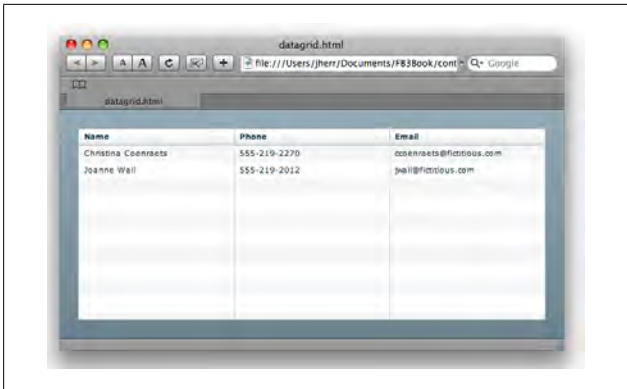 datagrid.html
A A file:///Users/jherr/Documents/FB3Book/cont Google
datagrid.html
Name Phone Email
Christina Coenraets 555-219-2270 ccoenraets@fictitious.com
Joanne Wall 555-219-2012 jwall@fictitious.com